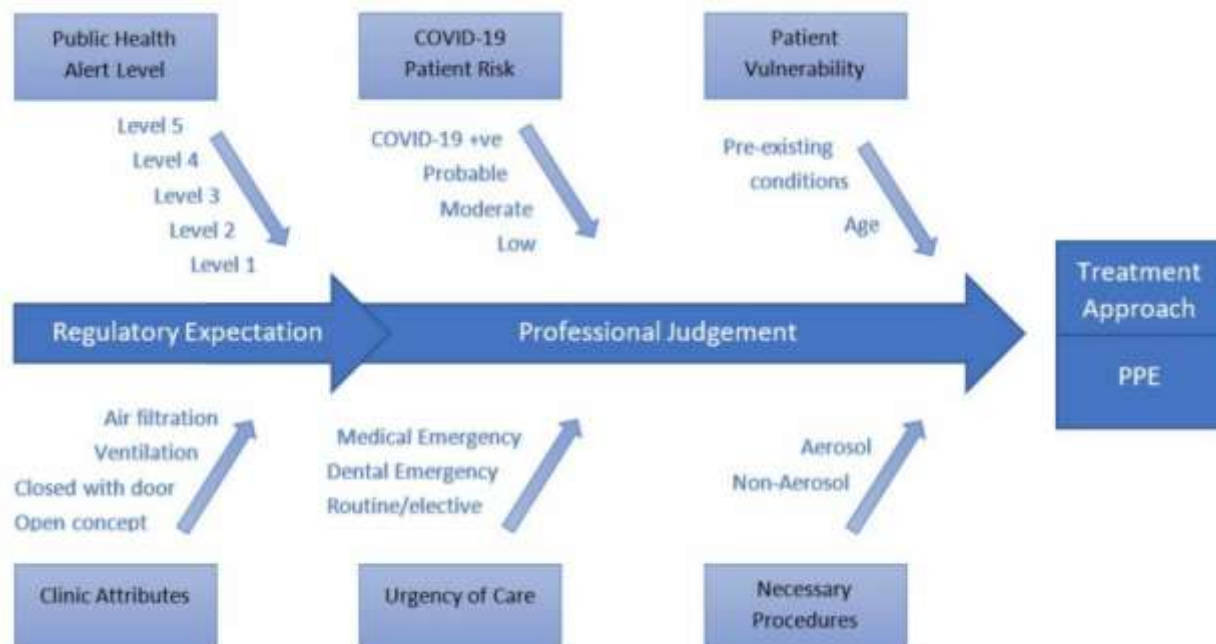 Public Health
Alert Level
COVID-19
Patient Risk
Patient
Vulnerability
Level 5
Level 4
Level 3
Level 2
Level 1
COVID-19 +ve
Probable
Moderate
Low
Pre-existing
conditions
Age
Regulatory Expectation
Professional Judgement
Treatment
Approach
PPE
Air filtration
Ventilation
Closed with door
Open concept
Medical Emergency
Dental Emergency
Routine/elective
Aerosol
Non-Aerosol
Clinic Attributes
Urgency of Care
Necessary
Procedures